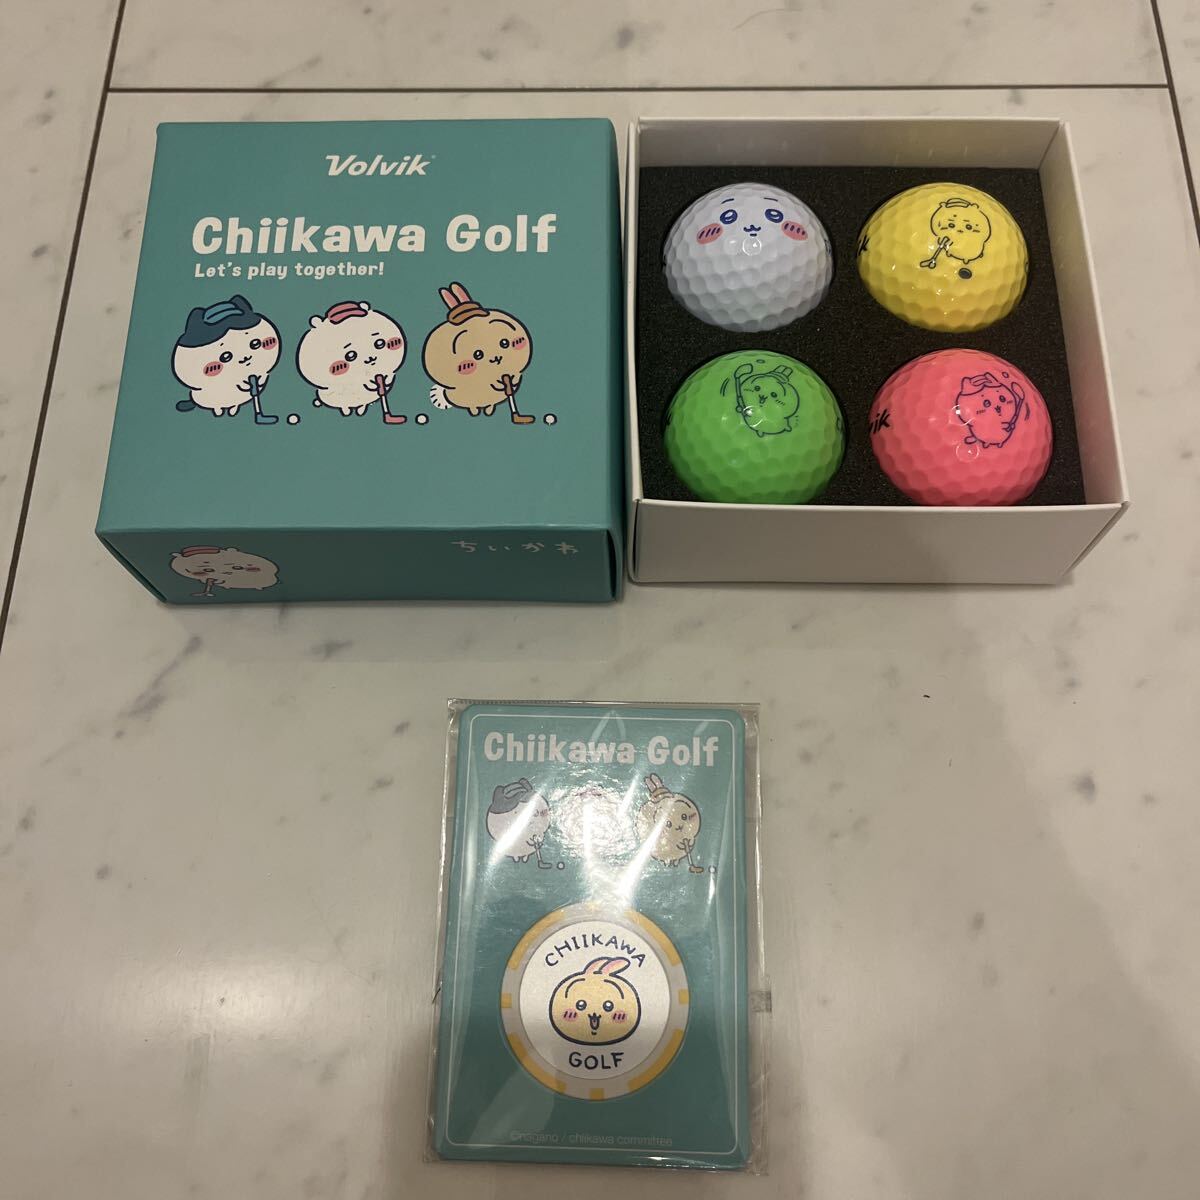 Volvik
Chiikawa Golf
Let's play together!
ちいかわ
Chiikawa Golf
CHIIKAWA
GOLF
©nagano / chiikawa committee